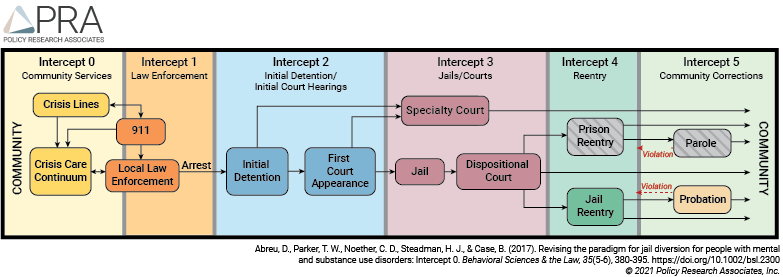 PRA
POLICY RESEARCH ASSOCIATES
Intercept 0
Community Services
Intercept 1
Law Enforcement
Intercept 2
Initial Detention/
Initial Court Hearings
Intercept 3
Jails/Courts
Intercept 4
Reentry
Intercept 5
Community Corrections
COMMUNITY
Crisis Lines
911
Crisis Care
Continuum
Local Law
Enforcement
Arrest
Initial
Detention
First
Court
Appearance
Specialty Court
Jail
Dispositional
Court
Prison
Reentry
Violation
Parole
Jail
Reentry
Violation
Probation
COMMUNITY
Abreu, D., Parker, T. W., Noether, C. D., Steadman, H. J., & Case, B. (2017). Revising the paradigm for jail diversion for people with mental
and substance use disorders: Intercept 0. Behavioral Sciences & the Law, 35(5-6), 380-395. https://doi.org/10.1002/bsl.2300
© 2021 Policy Research Associates, Inc.